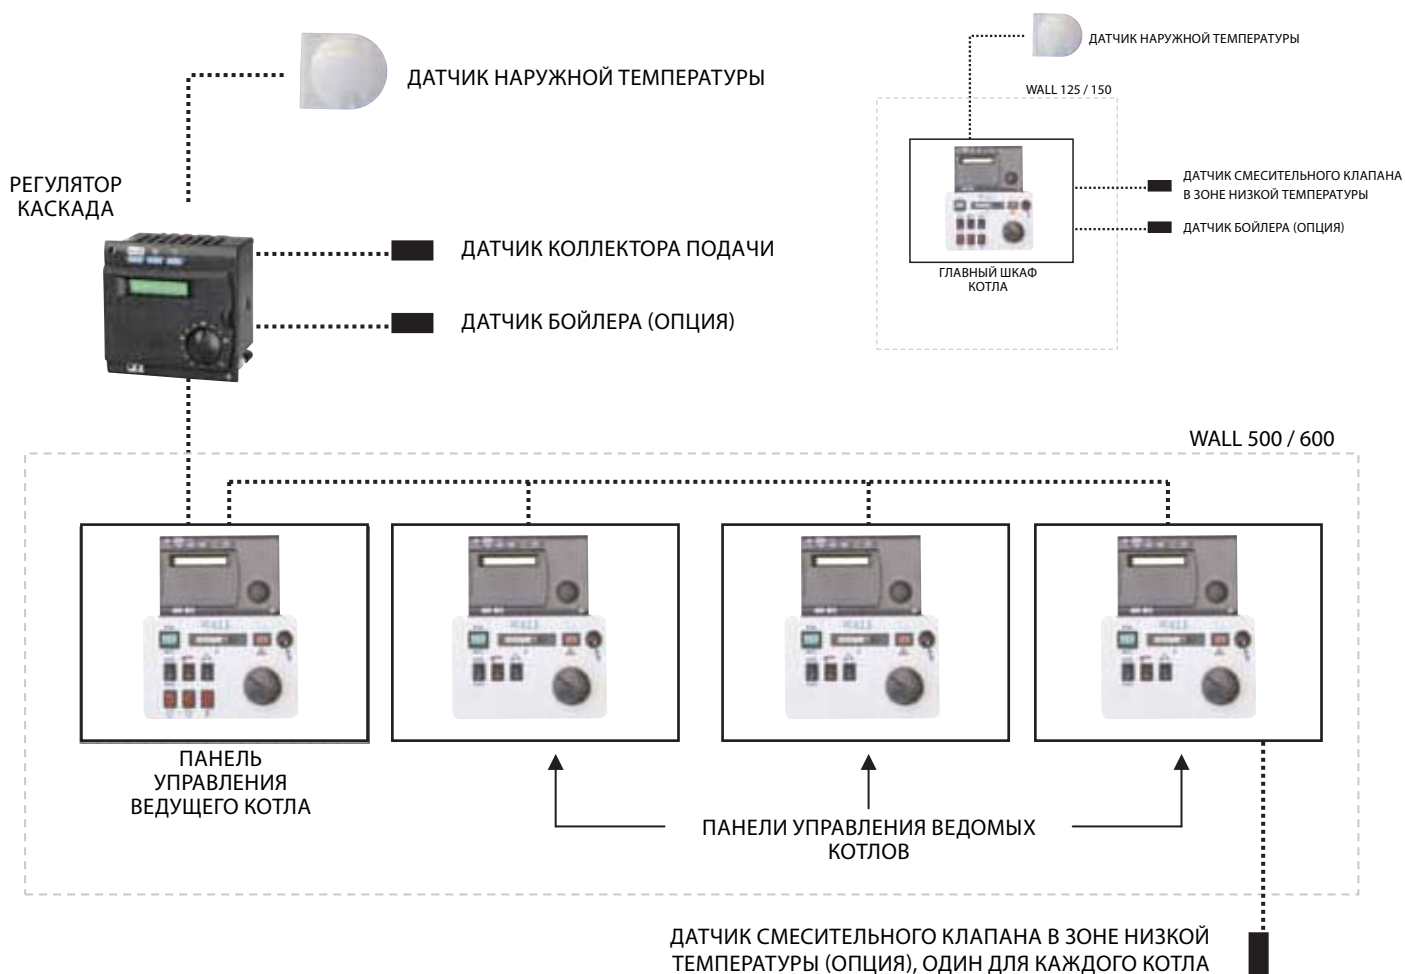 ДАТЧИК НАРУЖНОЙ ТЕМПЕРАТУРЫ
РЕГУЛЯТОР
КАСКАДА
ДАТЧИК КОЛЛЕКТОРА ПОДАЧИ
ДАТЧИК БОЙЛЕРА (ОПЦИЯ)
ДАТЧИК НАРУЖНОЙ ТЕМПЕРАТУРЫ
WALL 125 / 150
ДАТЧИК СМЕСИТЕЛЬНОГО КЛАПАНА
В ЗОНЕ НИЗКОЙ ТЕМПЕРАТУРЫ
ДАТЧИК БОЙЛЕРА (ОПЦИЯ)
ГЛАВНЫЙ ШКАФ
КОТЛА
WALL 500 / 600
ПАНЕЛЬ
УПРАВЛЕНИЯ
ВЕДУЩЕГО КОТЛА
ПАНЕЛИ УПРАВЛЕНИЯ ВЕДОМЫХ
КОТЛОВ
ДАТЧИК СМЕСИТЕЛЬНОГО КЛАПАНА В ЗОНЕ НИЗКОЙ
ТЕМПЕРАТУРЫ (ОПЦИЯ), ОДИН ДЛЯ КАЖДОГО КОТЛА